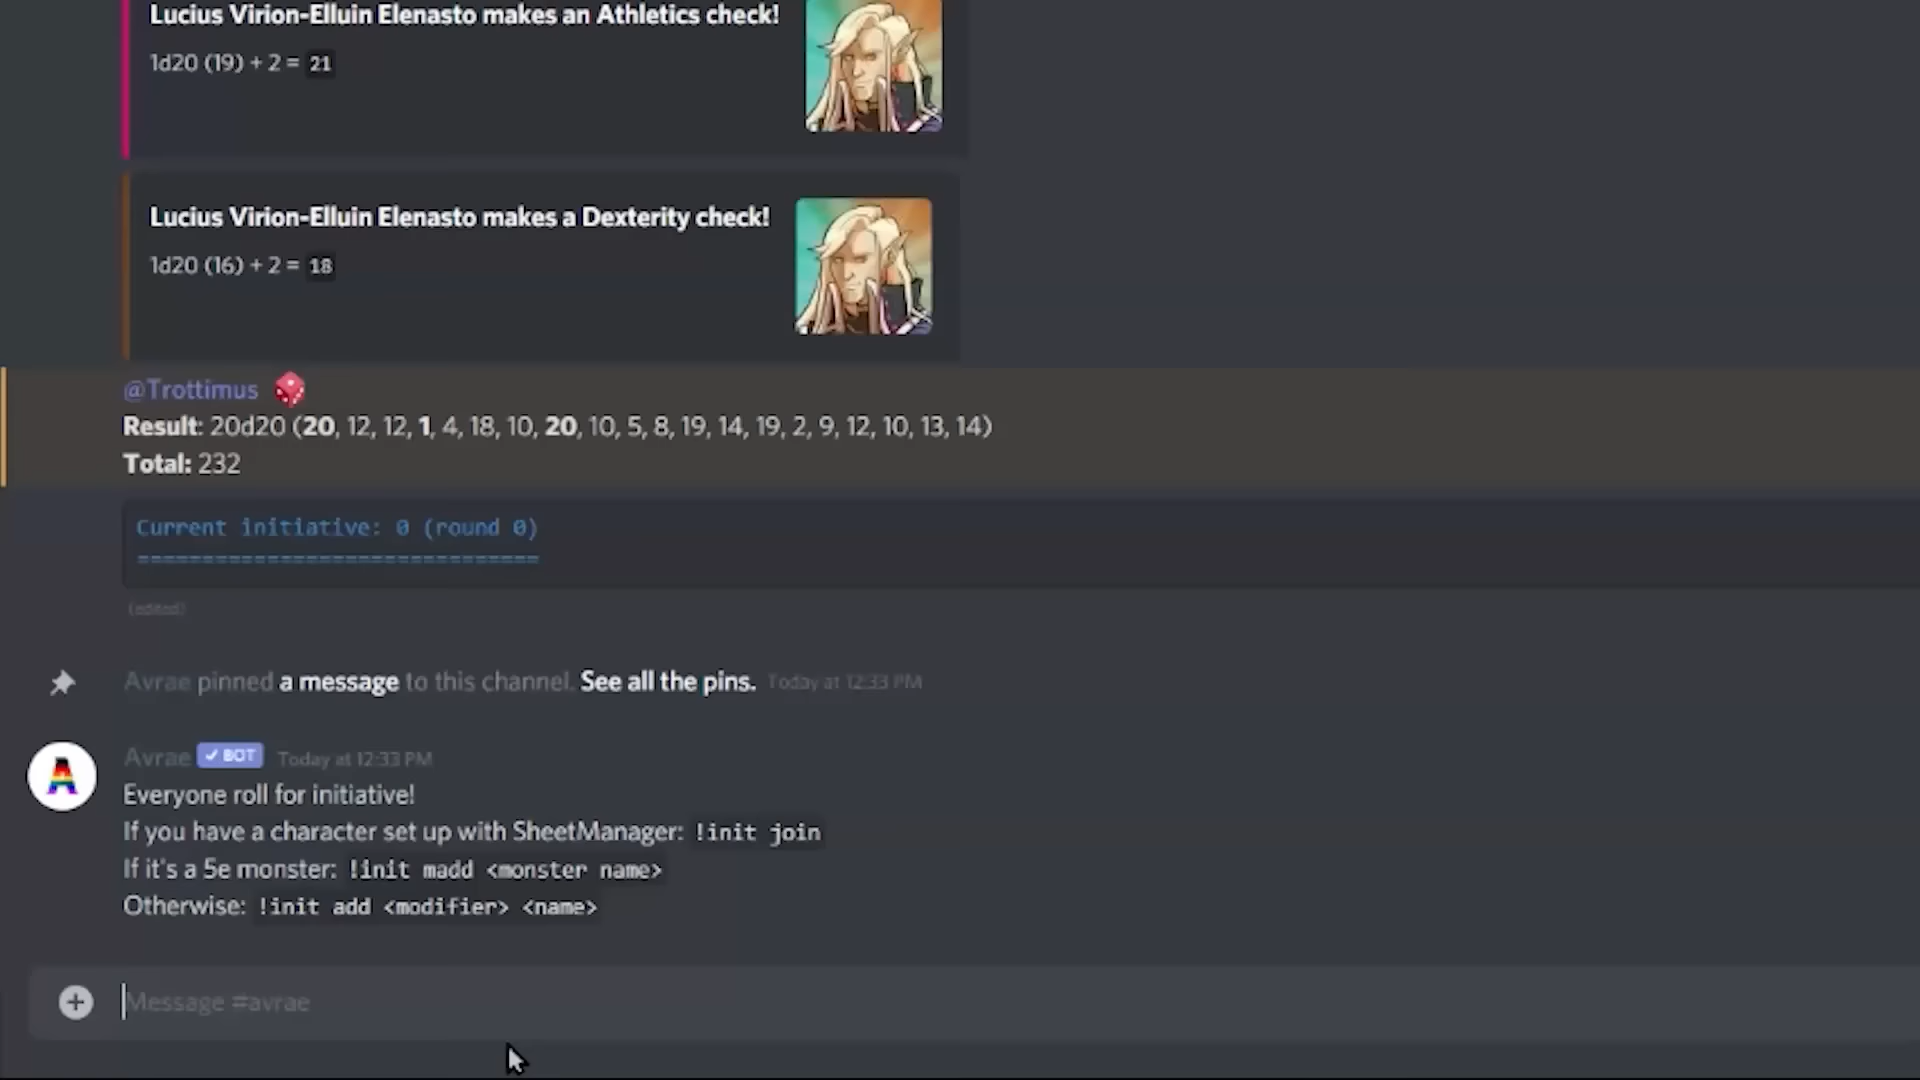 Lucius Virion-Elluin Elenasto makes an Athletics check!
1d20 (19) + 2 = 21
Lucius Virion-Elluin Elenasto makes a Dexterity check!
1d20 (16) + 2 = 18
@Trottimus
Result: 20d20 (20, 12, 12, 1, 4, 18, 10, 20, 10, 5, 8, 19, 14, 19, 2, 9, 12, 10, 13, 14)
Total: 232
Current initiative: 0 (round 0)
===============================
(edited)
Avrae pinned a message to this channel. See all the pins. Today at 12:33 PM
A
Avrae ✓ BOT Today at 12:33 PM
Everyone roll for initiative!
If you have a character set up with SheetManager: !init join
If it's a 5e monster: !init madd <monster name>
Otherwise: !init add <modifier> <name>
Message #avrae